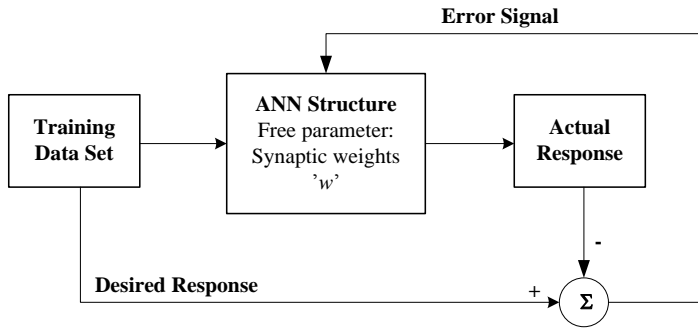 Error Signal
Training
Data Set
ANN Structure
Free parameter:
Synaptic weights
’w’
Actual
Response
-
Desired Response
+
Σ